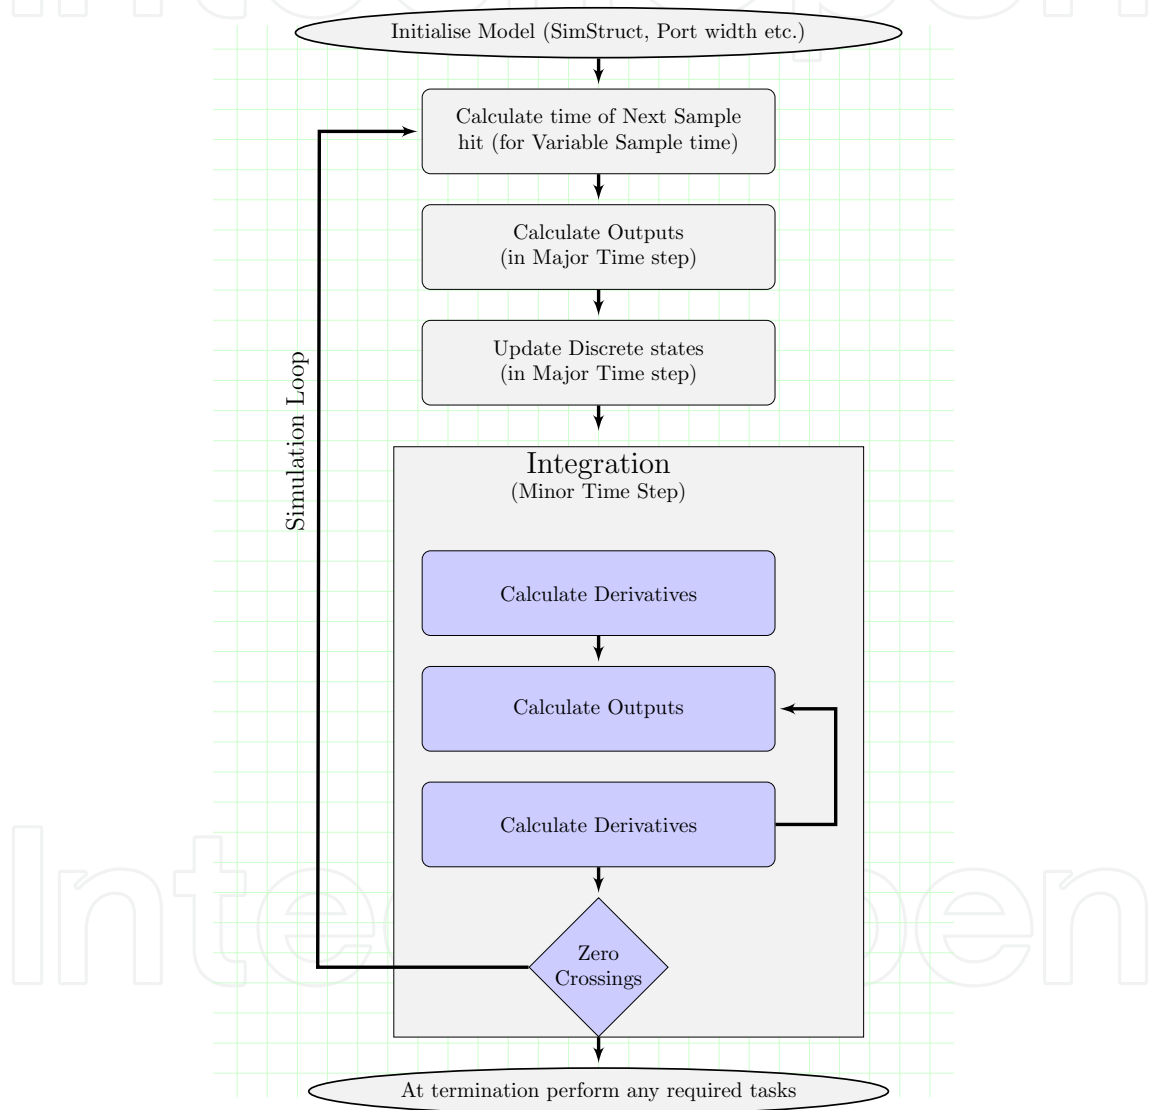 Initialise Model (SimStruct, Port width etc.)
Calculate time of Next Sample
hit (for Variable Sample time)
Calculate Outputs
(in Major Time step)
Update Discrete states
(in Major Time step)
Simulation Loop
Integration
(Minor Time Step)
Calculate Derivatives
Calculate Outputs
Calculate Derivatives
Zero
Crossings
At termination perform any required tasks